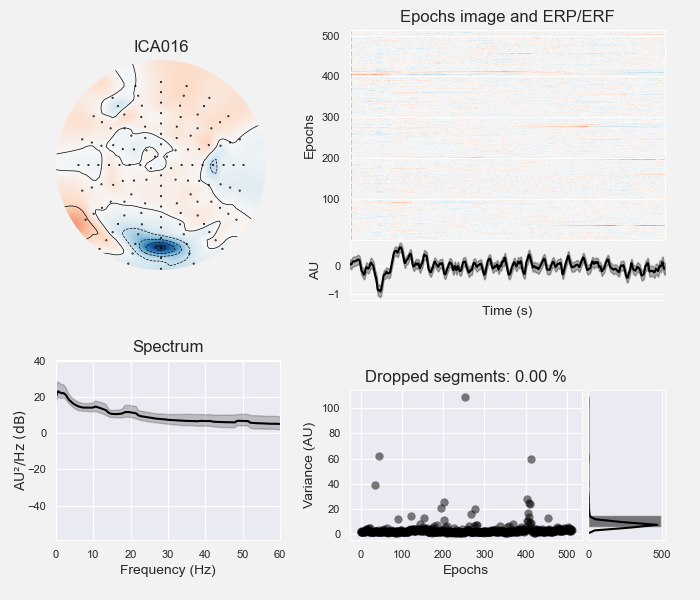 Epochs image and ERP/ERF
ICA016
500
400
300
200
100
Epochs
0
−1
AU
Time (s)
Spectrum
40
20
0
−20
−40
AU²/Hz (dB)
0 10 20 30 40 50 60
Frequency (Hz)
Dropped segments: 0.00 %
100
80
60
40
20
0
Variance (AU)
0 100 200 300 400 500
Epochs
0 500